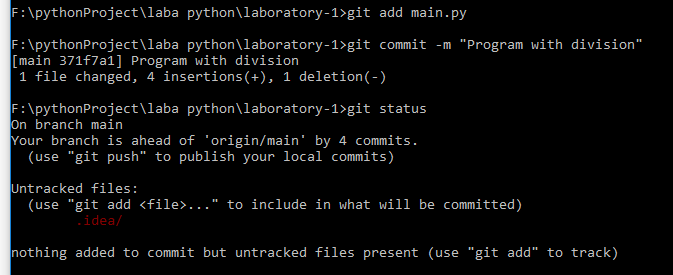 F:\pythonProject\laba python\laboratory-1>git add main.py
F:\pythonProject\laba python\laboratory-1>git commit -m "Program with division"
[main 371f7a1] Program with division
 1 file changed, 4 insertions(+), 1 deletion(-)
F:\pythonProject\laba python\laboratory-1>git status
On branch main
Your branch is ahead of 'origin/main' by 4 commits.
  (use "git push" to publish your local commits)
Untracked files:
  (use "git add <file>..." to include in what will be committed)
        .idea/
nothing added to commit but untracked files present (use "git add" to track)